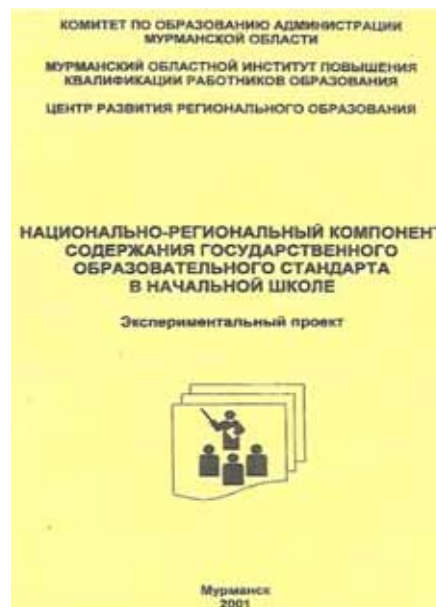 КОМИТЕТ ПО ОБРАЗОВАНИЮ АДМИНИСТРАЦИИ
МУРМАНСКОЙ ОБЛАСТИ
МУРМАНСКИЙ ОБЛАСТНОЙ ИНСТИТУТ ПОВЫШЕНИЯ
КВАЛИФИКАЦИИ РАБОТНИКОВ ОБРАЗОВАНИЯ
ЦЕНТР РАЗВИТИЯ РЕГИОНАЛЬНОГО ОБРАЗОВАНИЯ
НАЦИОНАЛЬНО-РЕГИОНАЛЬНЫЙ КОМПОНЕНТ
СОДЕРЖАНИЯ ГОСУДАРСТВЕННОГО
ОБРАЗОВАТЕЛЬНОГО СТАНДАРТА
В НАЧАЛЬНОЙ ШКОЛЕ
Экспериментальный проект
Мурманск
2001